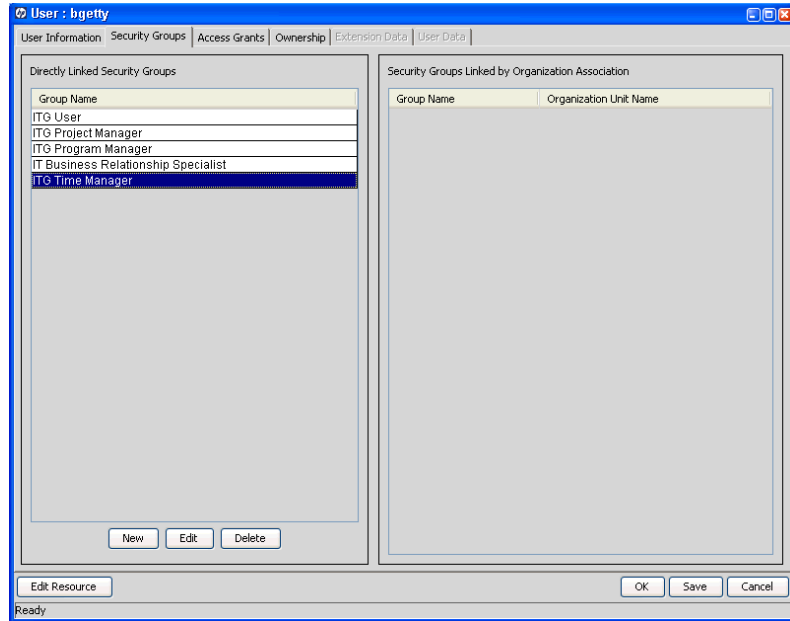 User : bgetty
User Information Security Groups Access Grants Ownership Extension Data User Data
Directly Linked Security Groups
Group Name
ITG User
ITG Project Manager
ITG Program Manager
IT Business Relationship Specialist
ITG Time Manager
New Edit Delete
Security Groups Linked by Organization Association
Group Name Organization Unit Name
Edit Resource OK Save Cancel
Ready